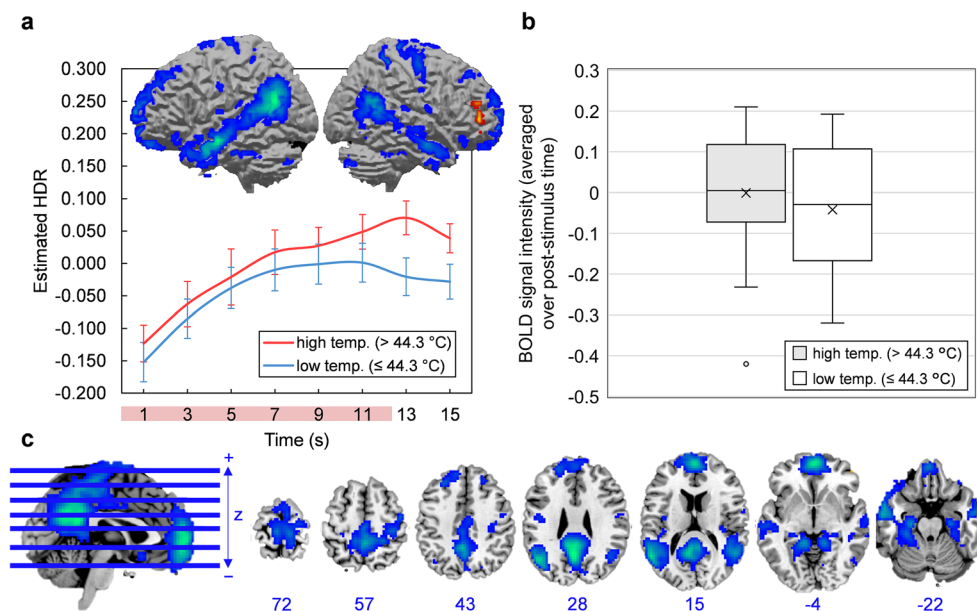 a
0.300
0.250
0.200
0.150
0.100
0.050
0.000
-0.050
-0.100
-0.150
-0.200
Estimated HDR
high temp. (> 44.3 °C)
low temp. (≤ 44.3 °C)
1 3 5 7 9 11 13 15
Time (s)
b
0.3
0.2
0.1
0
-0.1
-0.2
-0.3
-0.4
-0.5
BOLD signal intensity (averaged
over post-stimulus time)
high temp. (> 44.3 °C)
low temp. (≤ 44.3 °C)
c
+
z
−
72 57 43 28 15 -4 -22